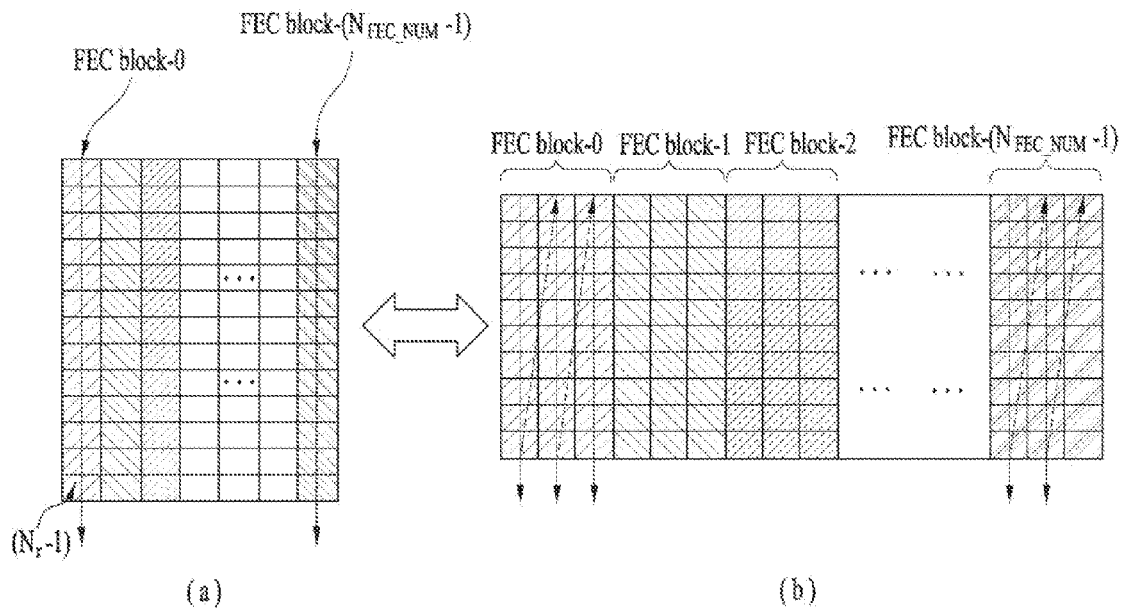 FEC block-(N_FEC_NUM -1)
FEC block-0
FEC block-0 FEC block-1 FEC block-2 FEC block-(N_FEC_NUM -1)
... ... ...
... ... ...
(N_r-1)
(a) (b)